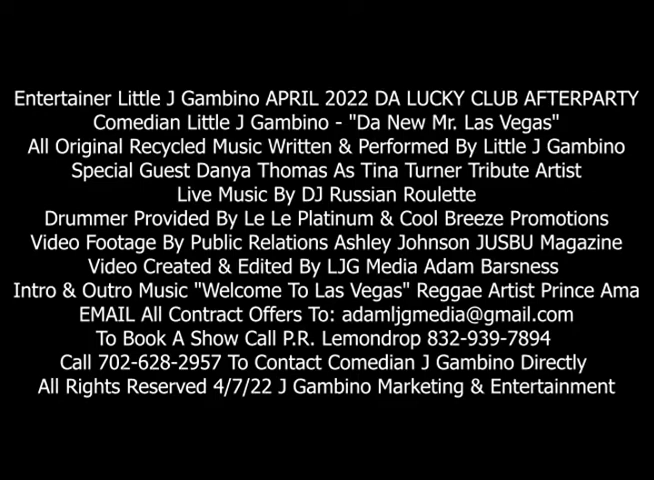 Entertainer Little J Gambino APRIL 2022 DA LUCKY CLUB AFTERPARTY
Comedian Little J Gambino - "Da New Mr. Las Vegas"
All Original Recycled Music Written & Performed By Little J Gambino
Special Guest Danya Thomas As Tina Turner Tribute Artist
Live Music By DJ Russian Roulette
Drummer Provided By Le Le Platinum & Cool Breeze Promotions
Video Footage By Public Relations Ashley Johnson JUSBU Magazine
Video Created & Edited By LJG Media Adam Barsness
Intro & Outro Music "Welcome To Las Vegas" Reggae Artist Prince Ama
EMAIL All Contract Offers To: adamljgmedia@gmail.com
To Book A Show Call P.R. Lemondrop 832-939-7894
Call 702-628-2957 To Contact Comedian J Gambino Directly
All Rights Reserved 4/7/22 J Gambino Marketing & Entertainment